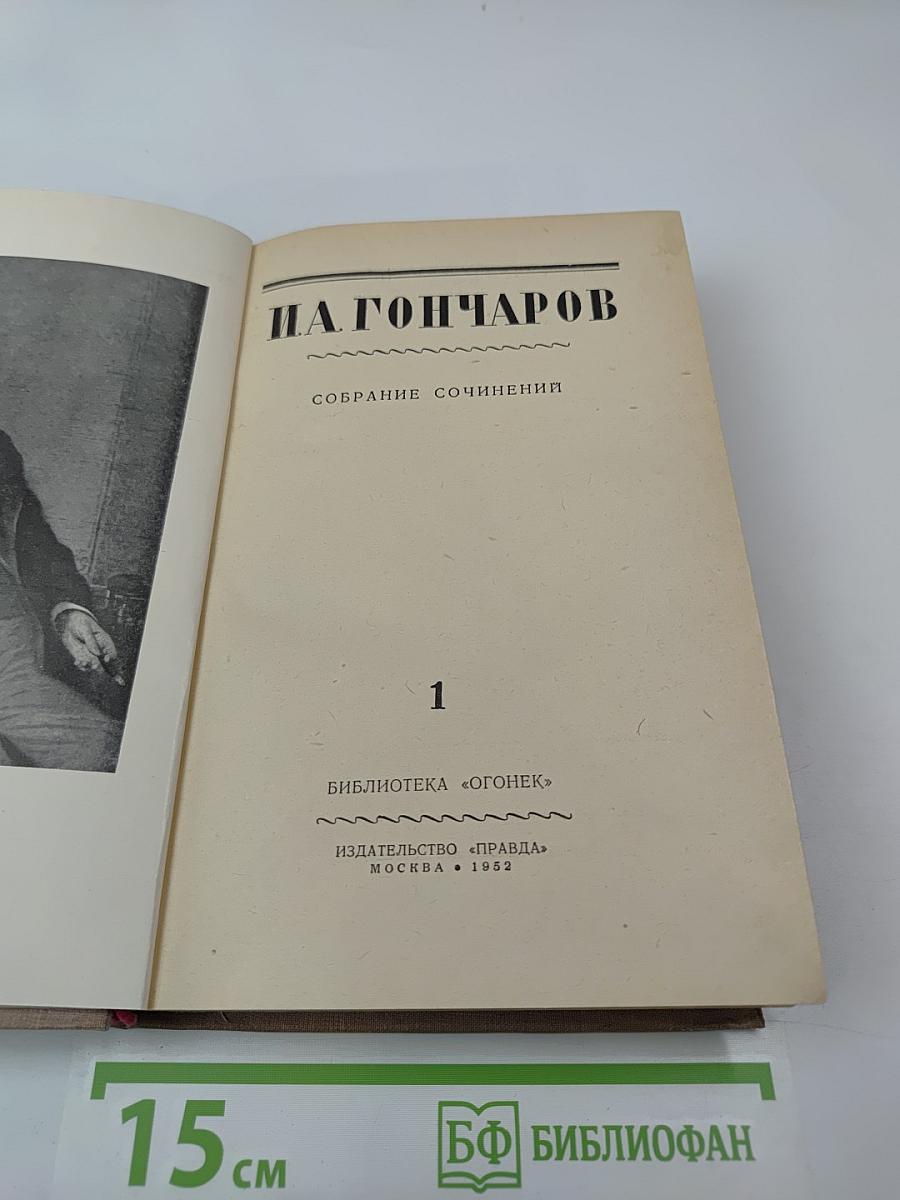 И. А. ГОНЧАРОВ
СОБРАНИЕ СОЧИНЕНИЙ
1
БИБЛИОТЕКА «ОГОНЕК»
ИЗДАТЕЛЬСТВО «ПРАВДА»
МОСКВА • 1952
15 см
БФ БИБЛИОФАН